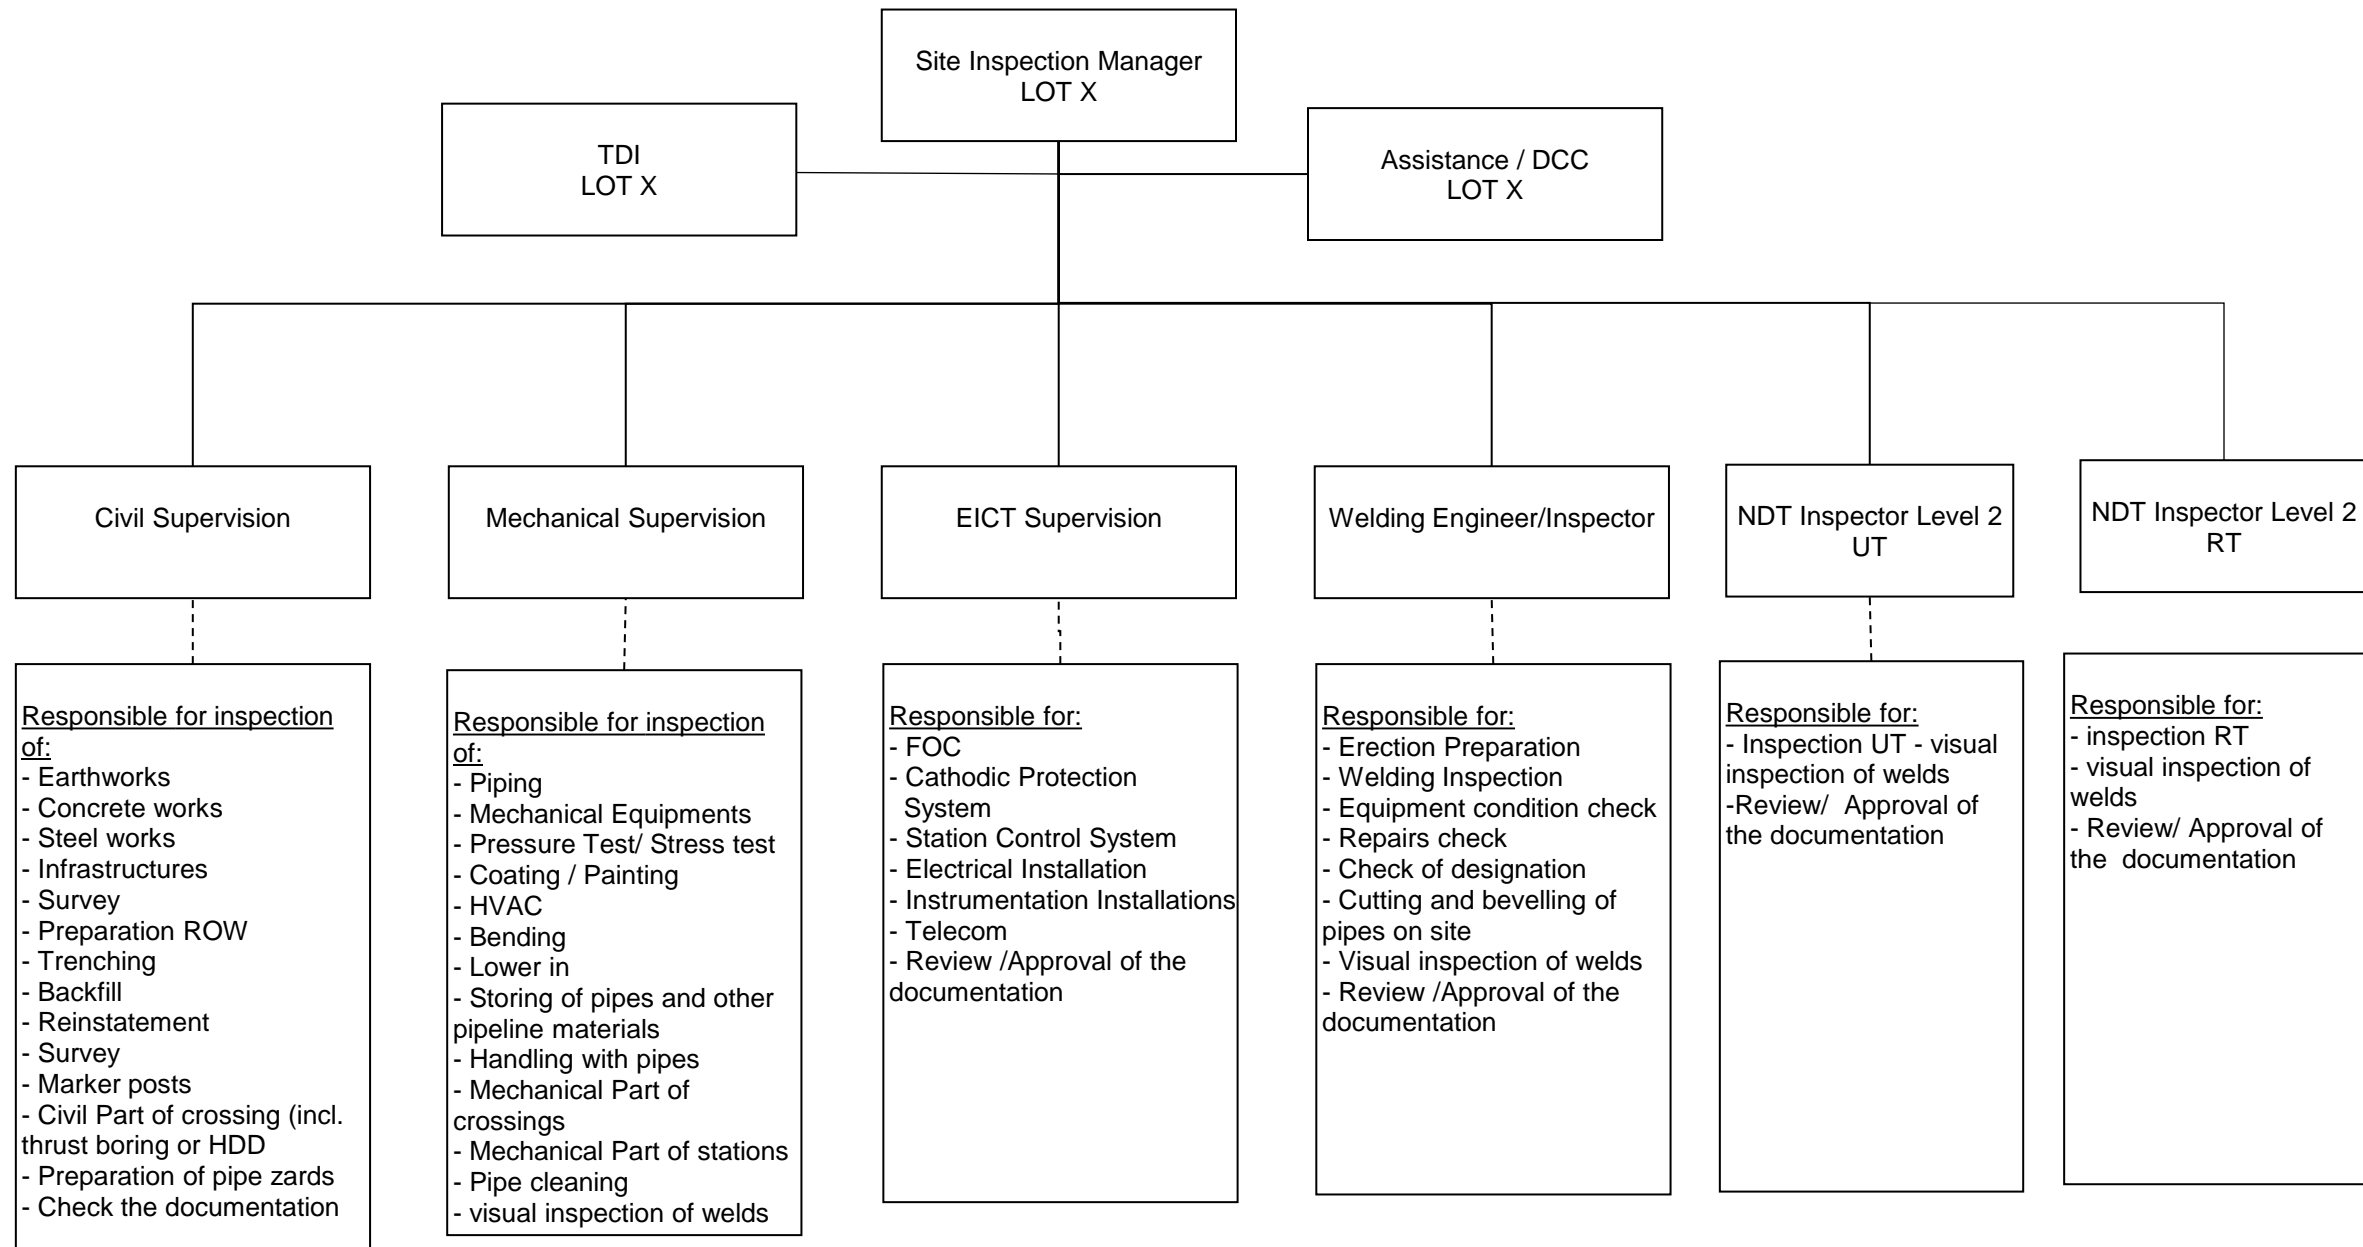 Site Inspection Manager
LOT X
TDI
LOT X
Assistance / DCC
LOT X
Civil Supervision
Mechanical Supervision
EICT Supervision
Welding Engineer/Inspector
NDT Inspector Level 2
UT
NDT Inspector Level 2
RT
Responsible for inspection
of:
- Earthworks
- Concrete works
- Steel works
- Infrastructures
- Survey
- Preparation ROW
- Trenching
- Backfill
- Reinstatement
- Survey
- Marker posts
- Civil Part of crossing (incl.
thrust boring or HDD
- Preparation of pipe zards
- Check the documentation
Responsible for inspection
of:
- Piping
- Mechanical Equipments
- Pressure Test/ Stress test
- Coating / Painting
- HVAC
- Bending
- Lower in
- Storing of pipes and other
pipeline materials
- Handling with pipes
- Mechanical Part of
crossings
- Mechanical Part of stations
- Pipe cleaning
- visual inspection of welds
Responsible for:
- FOC
- Cathodic Protection
System
- Station Control System
- Electrical Installation
- Instrumentation Installations
- Telecom
- Review /Approval of the
documentation
Responsible for:
- Erection Preparation
- Welding Inspection
- Equipment condition check
- Repairs check
- Check of designation
- Cutting and bevelling of
pipes on site
- Visual inspection of welds
- Review /Approval of the
documentation
Responsible for:
- Inspection UT - visual
inspection of welds
-Review/  Approval of
the documentation
Responsible for:
- inspection RT
- visual inspection of
welds
- Review/ Approval of
the  documentation